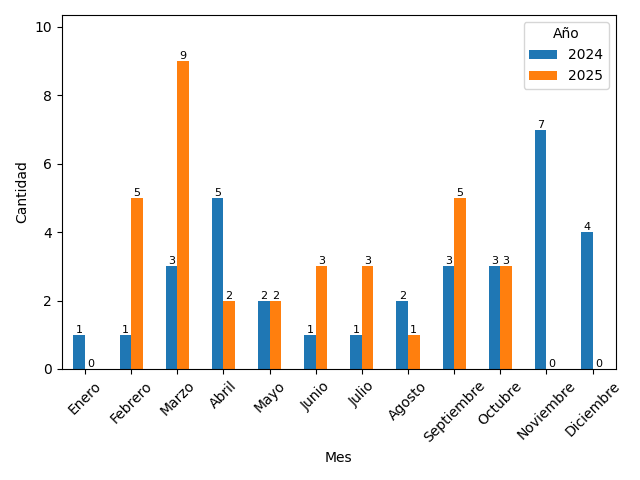 Año
2024
2025
Cantidad
10
8
6
4
2
0
1 0
1 5
3 9
5 2
2 2
1 3
1 3
2 1
3 5
3 3
7 0
4 0
Enero
Febrero
Marzo
Abril
Mayo
Junio
Julio
Agosto
Septiembre
Octubre
Noviembre
Diciembre
Mes